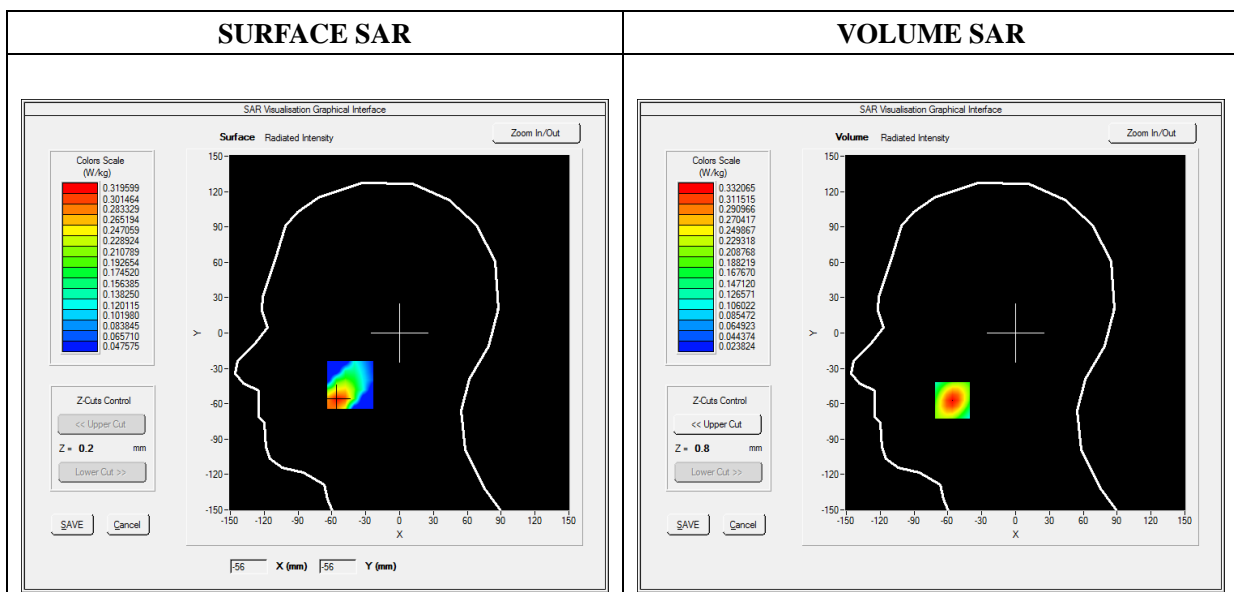 SURFACE SAR
SAR Visualisation Graphical Interface
Surface Radiated Intensity
Zoom In/Out
Colors Scale
(W/kg)
0.319599
0.301464
0.283329
0.265194
0.247059
0.228924
0.210789
0.192654
0.174520
0.156385
0.138250
0.120115
0.101980
0.083845
0.065710
0.047575
Z-Cuts Control
<< Upper Cut
Z = 0.2 mm
Lower Cut >>
SAVE Cancel
150
120
90
60
30
0
-30
-60
-90
-120
-150
Y
-150 -120 -90 -60 -30 0 30 60 90 120 150
X
-56 X (mm) -56 Y (mm)
VOLUME SAR
SAR Visualisation Graphical Interface
Volume Radiated Intensity
Zoom In/Out
Colors Scale
(W/kg)
0.332065
0.311515
0.290966
0.270417
0.249867
0.229318
0.208768
0.188219
0.167670
0.147120
0.126571
0.106022
0.085472
0.064923
0.044374
0.023824
Z-Cuts Control
<< Upper Cut
Z = 0.8 mm
Lower Cut >>
SAVE Cancel
150
120
90
60
30
0
-30
-60
-90
-120
-150
Y
-150 -120 -90 -60 -30 0 30 60 90 120 150
X